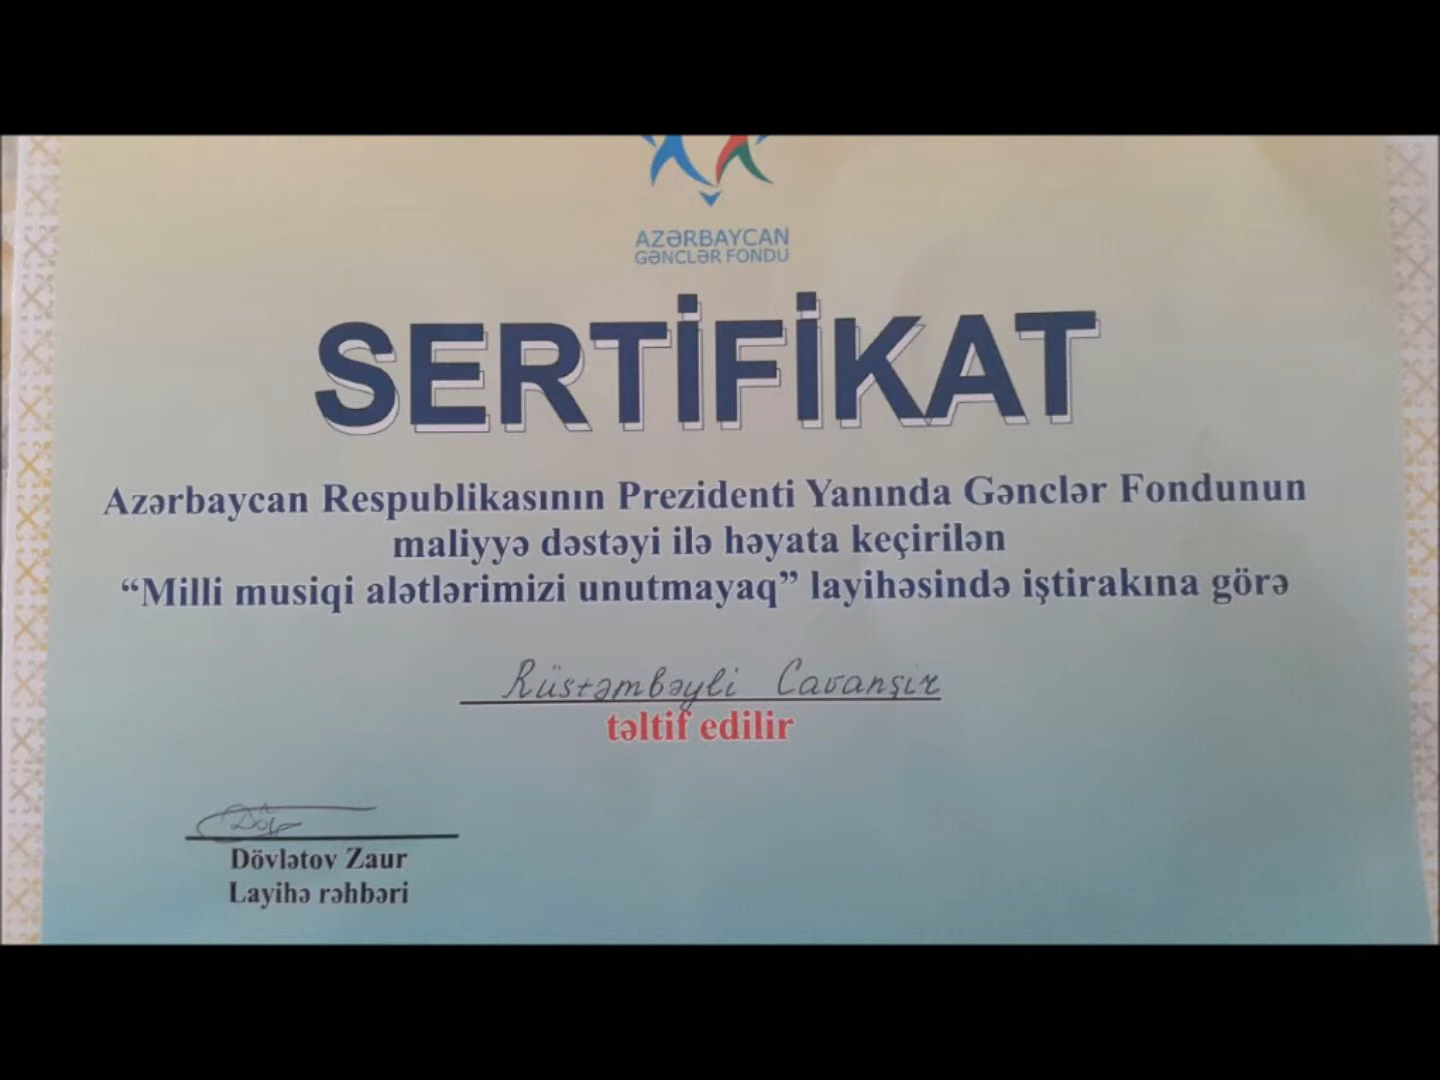 AZƏRBAYCAN
GƏNCLƏR FONDU
SERTİFİKAT
Azərbaycan Respublikasının Prezidenti Yanında Gənclər Fondunun
maliyyə dəstəyi ilə həyata keçirilən
“Milli musiqi alətlərimizi unutmayaq” layihəsində iştirakına görə
Rüstəmbəyli Cavanşir
təltif edilir
Dövlətov Zaur
Layihə rəhbəri